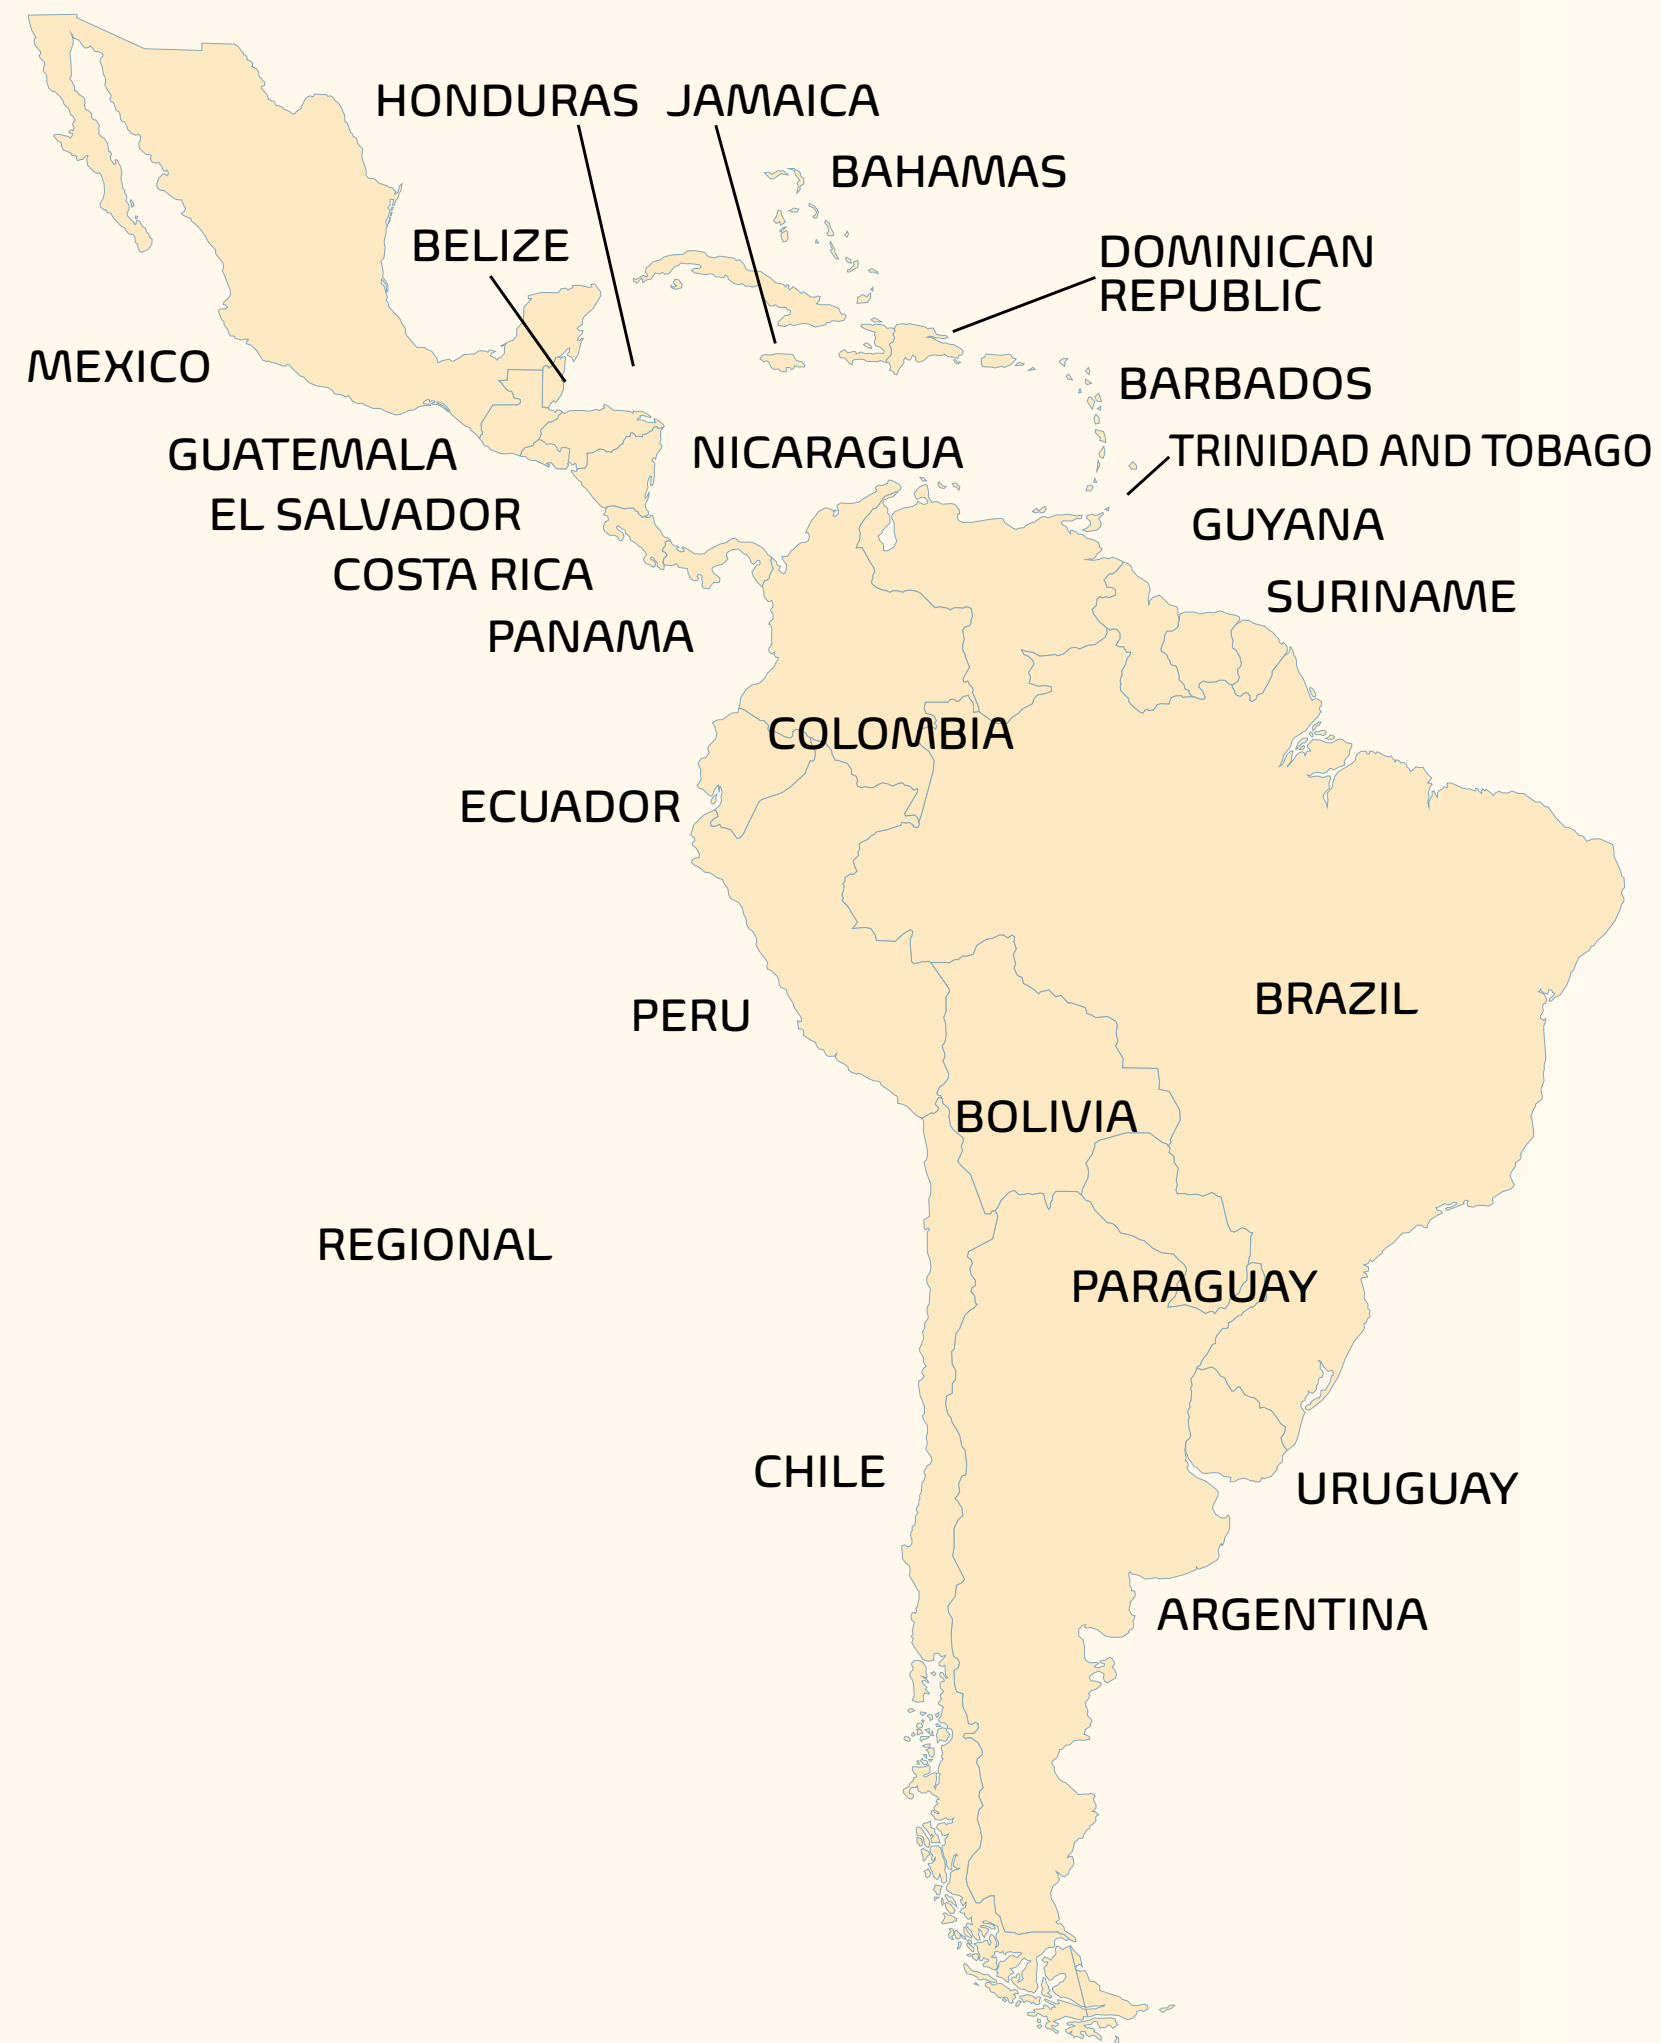 HONDURAS JAMAICA
BAHAMAS
BELIZE
DOMINICAN
REPUBLIC
MEXICO
BARBADOS
GUATEMALA
NICARAGUA
TRINIDAD AND TOBAGO
EL SALVADOR
GUYANA
COSTA RICA
SURINAME
PANAMA
COLOMBIA
ECUADOR
PERU
BRAZIL
BOLIVIA
REGIONAL
PARAGUAY
CHILE
URUGUAY
ARGENTINA